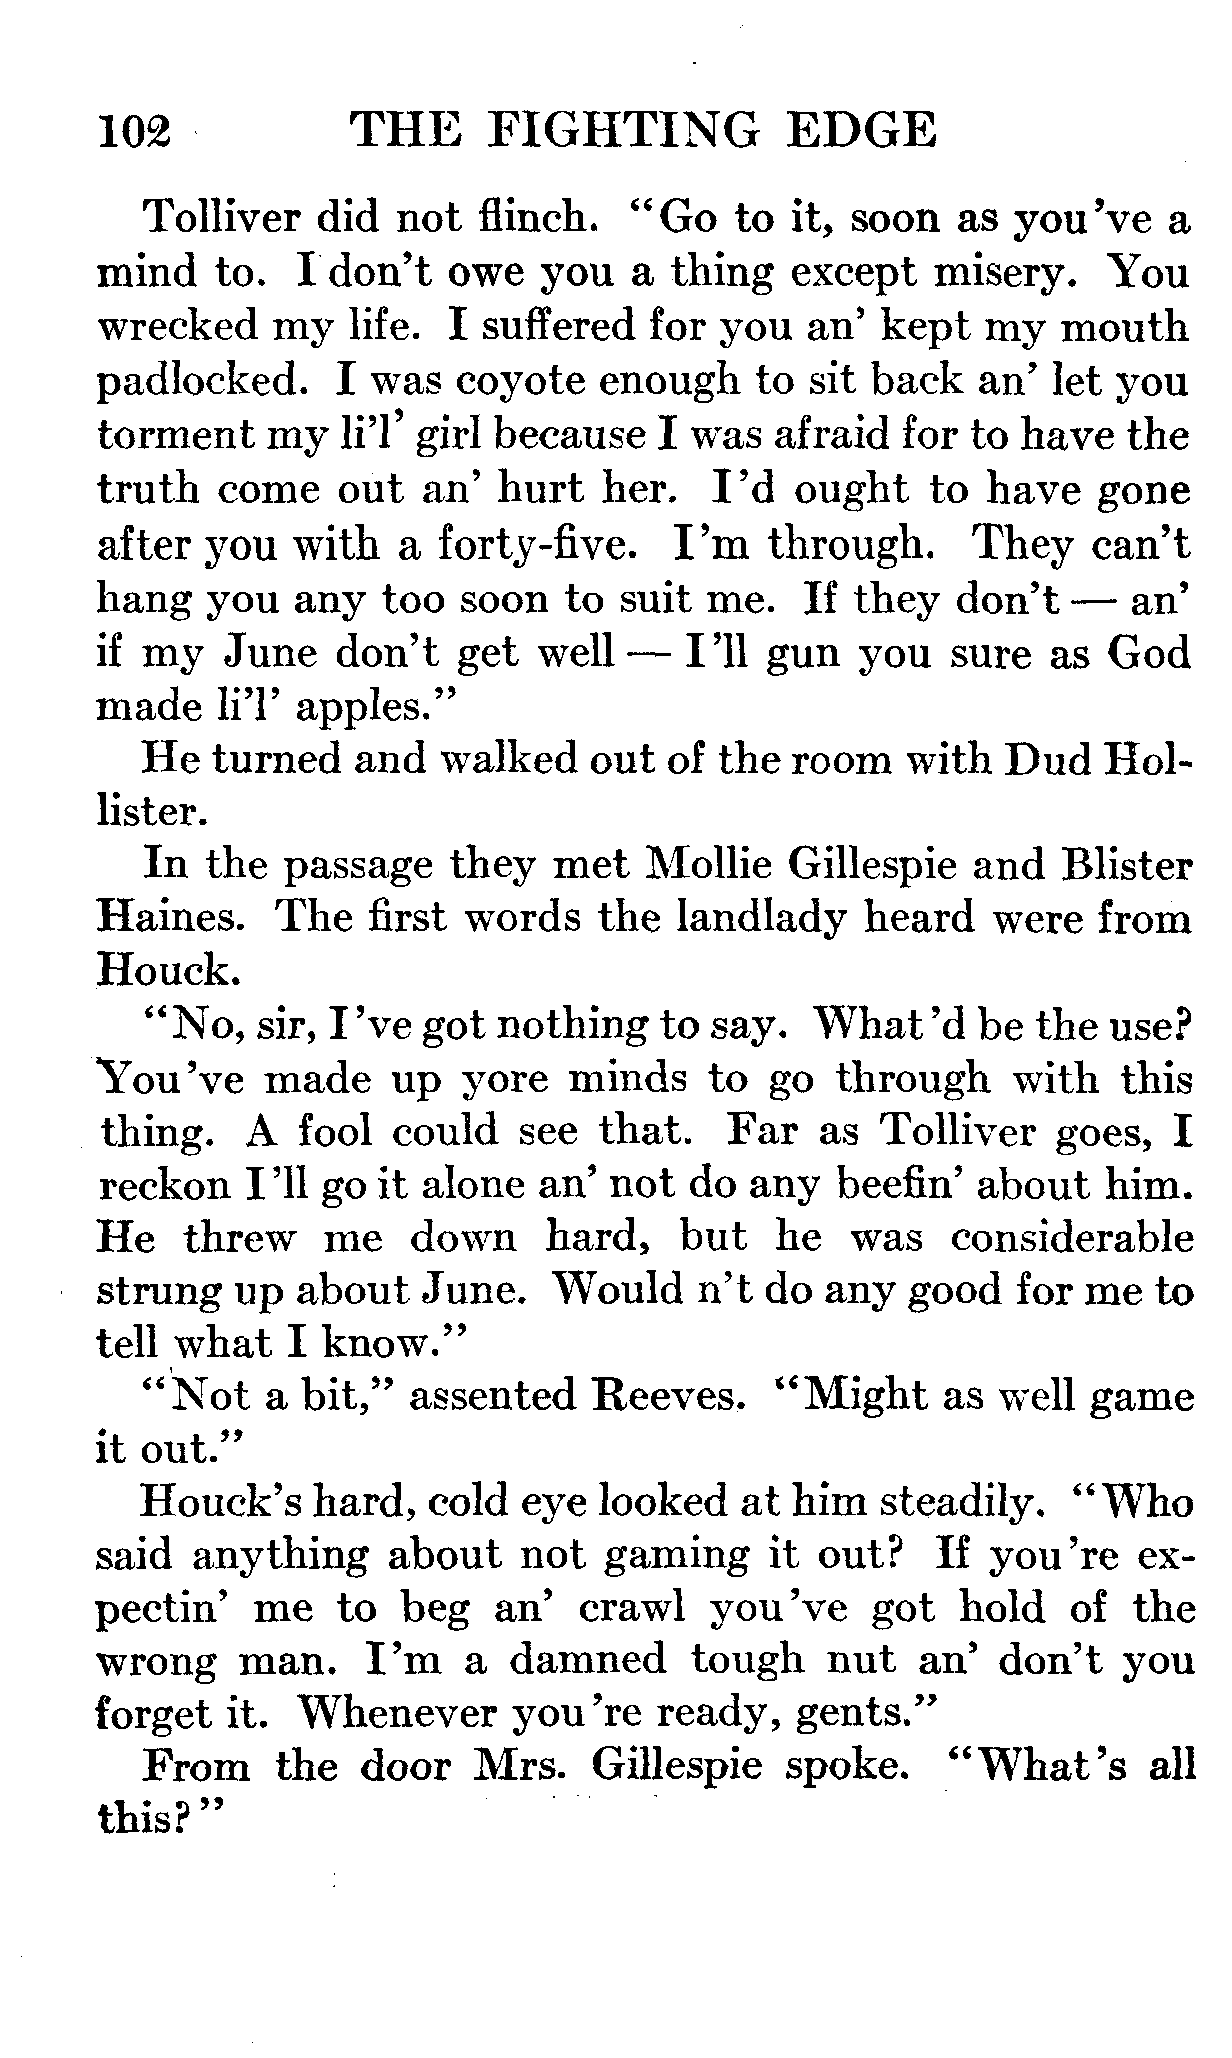 102 THE FIGHTING EDGE
Tolliver did not flinch. “Go to it, soon as you've a
mind to. I don't owe you a thing except misery. You
wrecked my life. I suffered for you an' kept my mouth
padlocked. I was coyote enough to sit back an' let you
torment my li'l' girl because I was afraid for to have the
truth come out an' hurt her. I'd ought to have gone
after you with a forty-five. I'm through. They can't
hang you any too soon to suit me. If they don't — an'
if my June don't get well — I'll gun you sure as God
made li'l' apples.”
He turned and walked out of the room with Dud Hol-
lister.
In the passage they met Mollie Gillespie and Blister
Haines. The first words the landlady heard were from
Houck.
“No, sir, I've got nothing to say. What'd be the use?
You've made up yore minds to go through with this
thing. A fool could see that. Far as Tolliver goes, I
reckon I'll go it alone an' not do any beefin' about him.
He threw me down hard, but he was considerable
strung up about June. Would n't do any good for me to
tell what I know.”
“Not a bit,” assented Reeves. “Might as well game
it out.”
Houck's hard, cold eye looked at him steadily. “Who
said anything about not gaming it out? If you're ex-
pectin' me to beg an' crawl you've got hold of the
wrong man. I'm a damned tough nut an' don't you
forget it. Whenever you're ready, gents.”
From the door Mrs. Gillespie spoke. “What's all
this?”